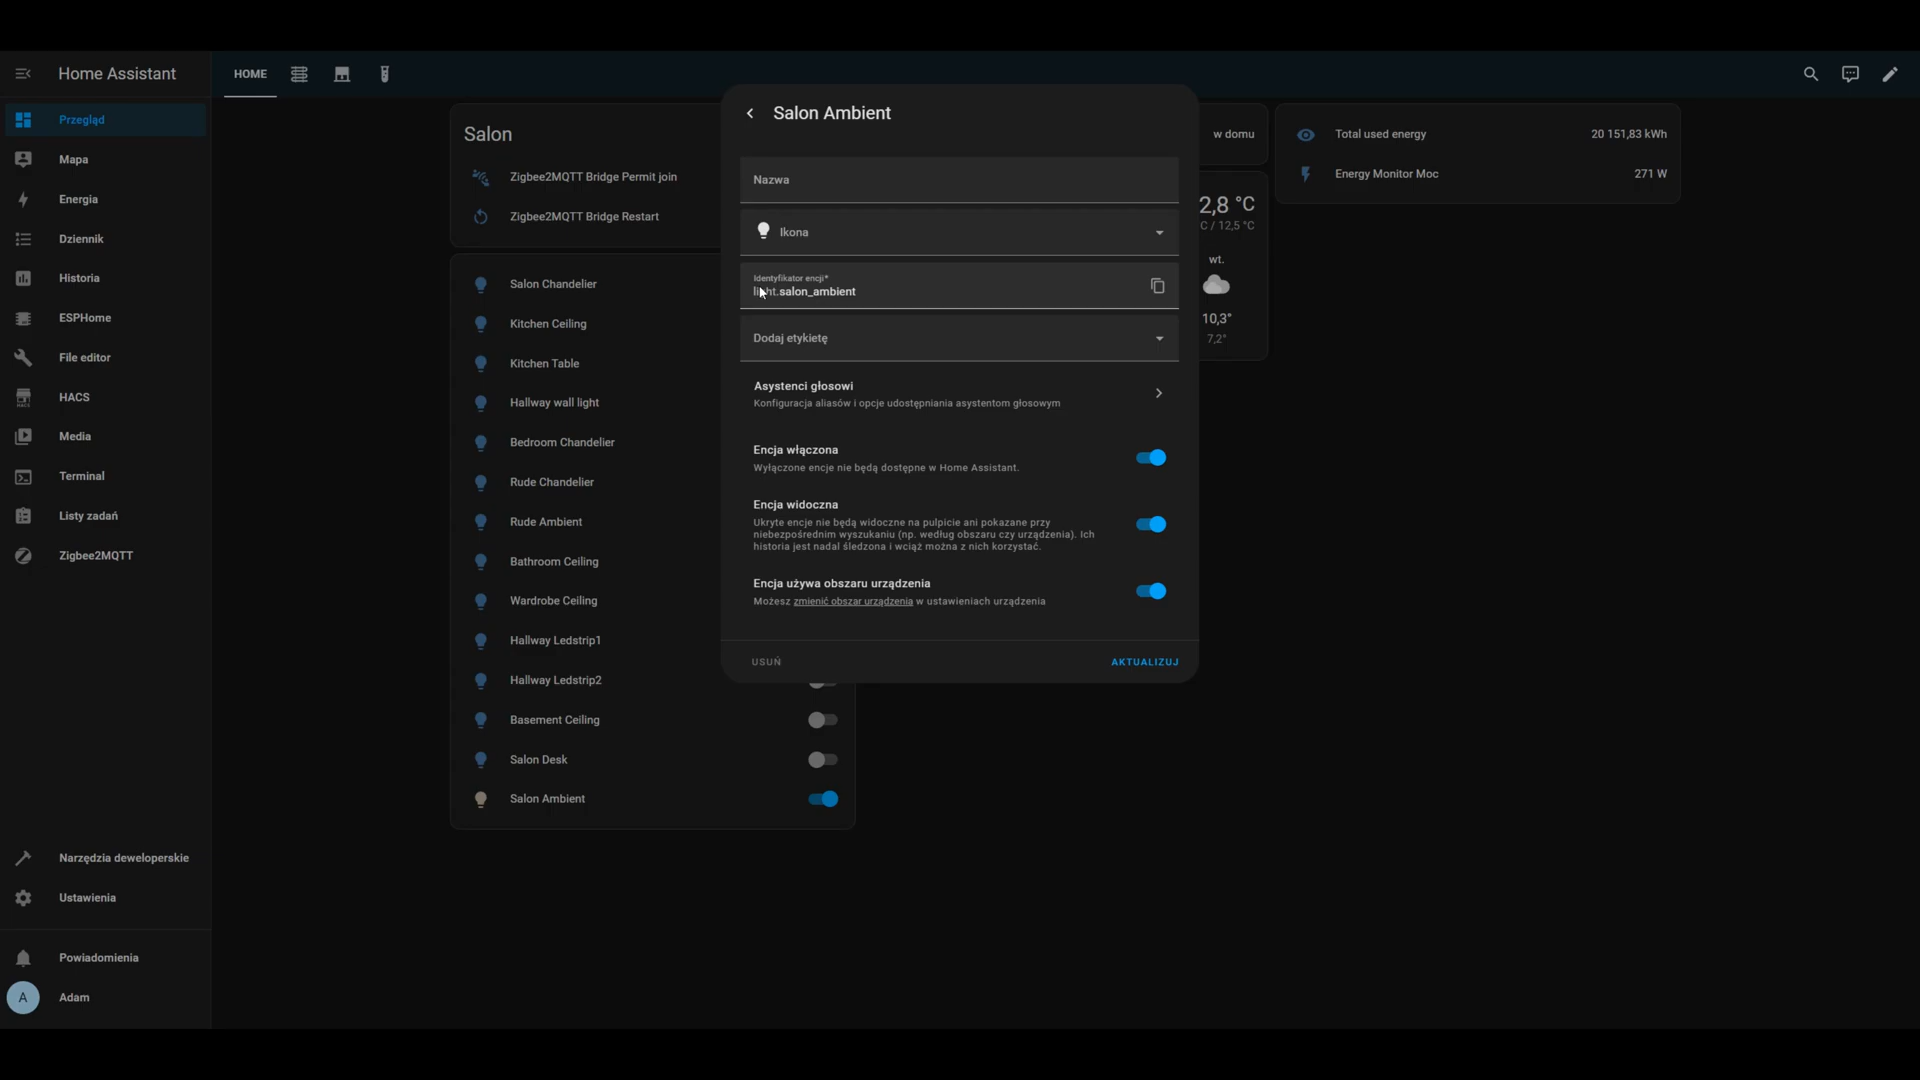 Home Assistant
HOME
Przegląd
Mapa
Energia
Dziennik
Historia
ESPHome
File editor
HACS
Media
Terminal
Listy zadań
Zigbee2MQTT
Narzędzia deweloperskie
Ustawienia
Powiadomienia
A
Adam
Salon
Zigbee2MQTT Bridge Permit join
Zigbee2MQTT Bridge Restart
Salon Chandelier
Kitchen Ceiling
Kitchen Table
Hallway wall light
Bedroom Chandelier
Rude Chandelier
Rude Ambient
Bathroom Ceiling
Wardrobe Ceiling
Hallway Ledstrip1
Hallway Ledstrip2
Basement Ceiling
Salon Desk
Salon Ambient
Salon Ambient
Nazwa
Ikona
Identyfikator encji*
light.salon_ambient
Dodaj etykietę
Asystenci głosowi
Konfiguracja aliasów i opcje udostępniania asystentom głosowym
Encja włączona
Wyłączone encje nie będą dostępne w Home Assistant.
Encja widoczna
Ukryte encje nie będą widoczne na pulpicie ani pokazane przy
niebezpośrednim wyszukaniu (np. według obszaru czy urządzenia). Ich
historia jest nadal śledzona i wciąż można z nich korzystać.
Encja używa obszaru urządzenia
Możesz zmienić obszar urządzenia w ustawieniach urządzenia
USUŃ
AKTUALIZUJ
w domu
2,8 °C
C / 12,5 °C
wt.
10,3°
7,2°
Total used energy 20 151,83 kWh
Energy Monitor Moc 271 W